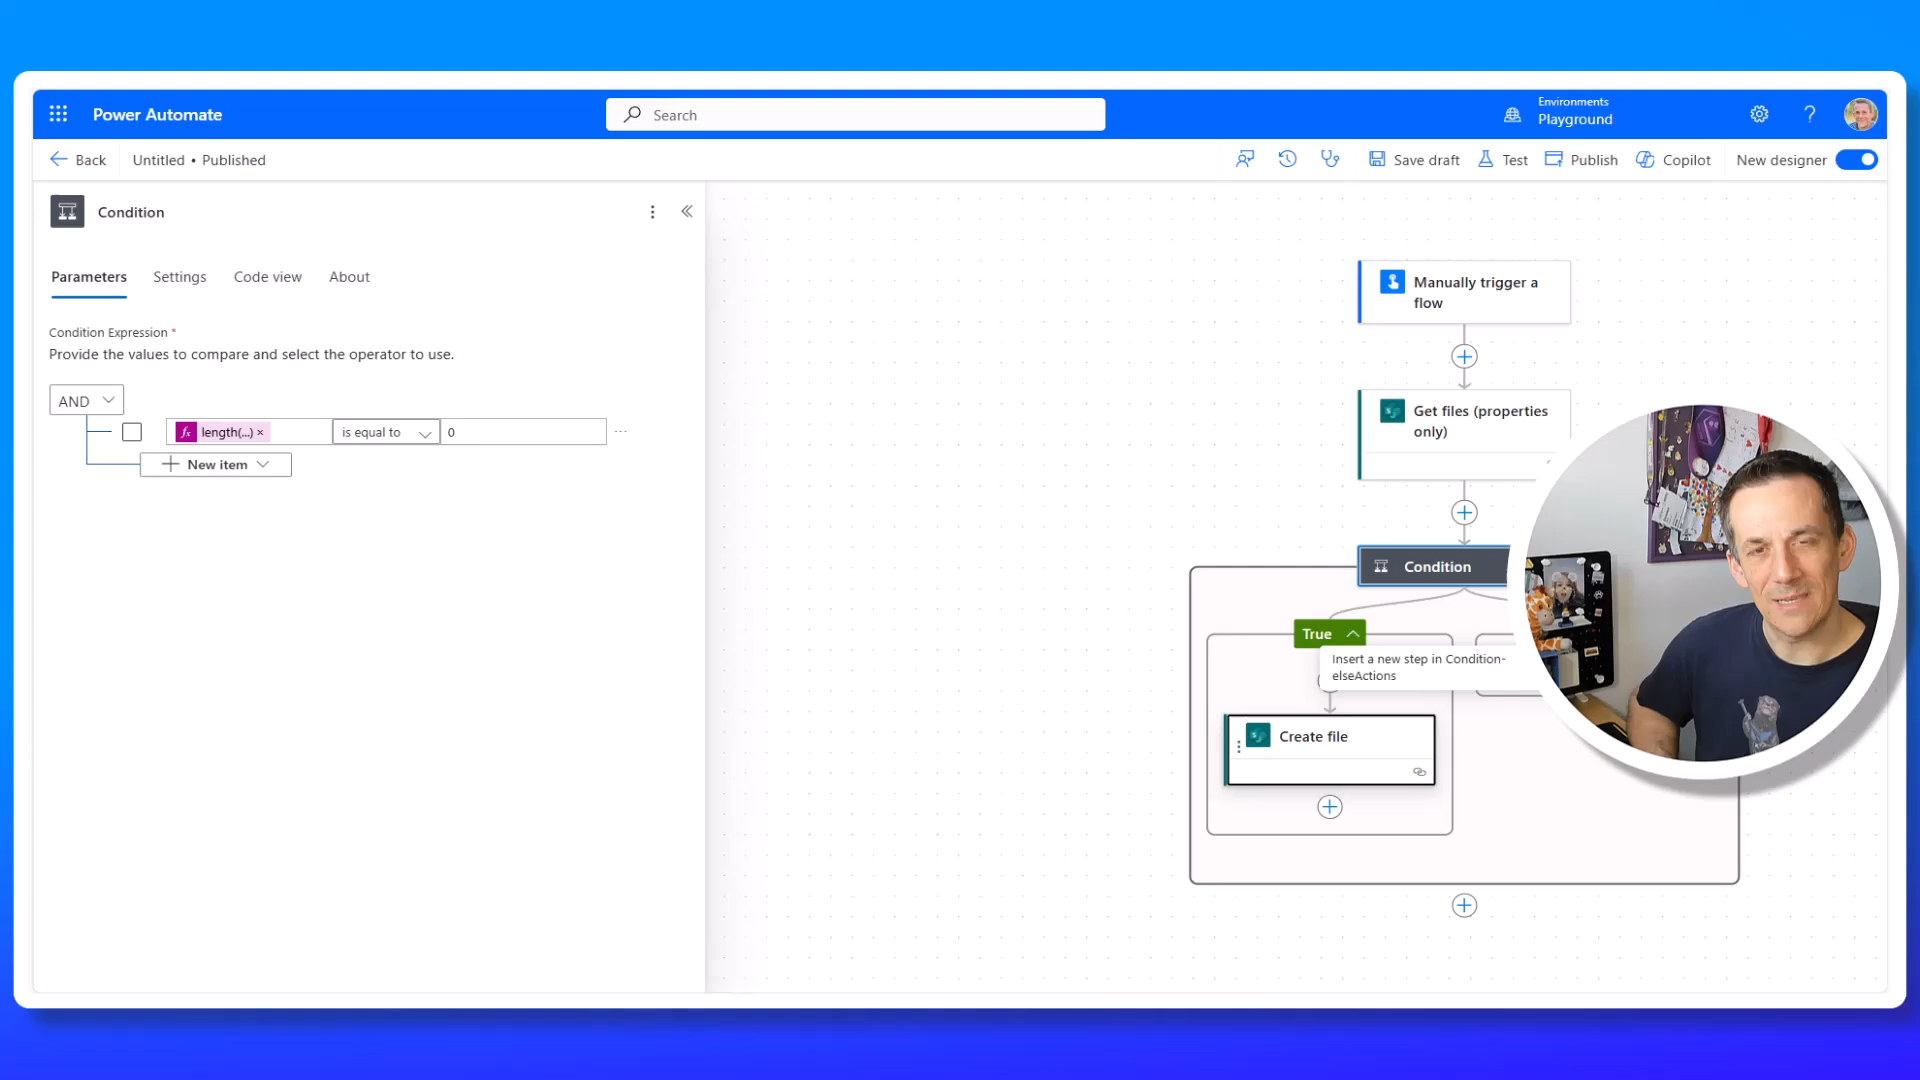 Power Automate
Search
Environments
Playground
?
Back
Untitled • Published
Save draft
Test
Publish
Copilot
New designer
Condition
Parameters
Settings
Code view
About
Condition Expression *
Provide the values to compare and select the operator to use.
AND
fx length(...) ×
is equal to
0
New item
Manually trigger a
flow
Get files (properties
only)
Condition
True
Insert a new step in Condition-
elseActions
Create file